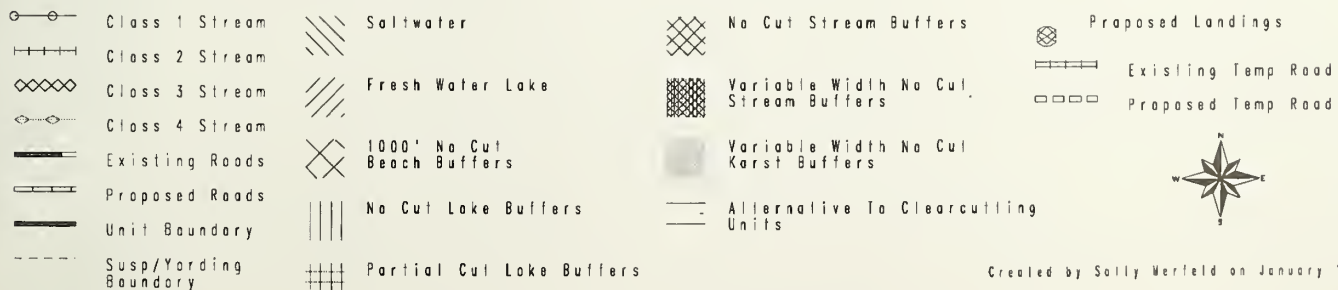 Class 1 Stream
Class 2 Stream
Class 3 Stream
Class 4 Stream
Existing Roads
Proposed Roads
Unit Boundary
Susp/Yarding
Boundary
Saltwater
Fresh Water Lake
1000' No Cut
Beach Buffers
No Cut Lake Buffers
Partial Cut Lake Buffers
No Cut Stream Buffers
Variable Width No Cut
Stream Buffers
Variable Width No Cut
Karst Buffers
Alternative To Clearcutting
Units
Proposed Landings
Existing Temp Road
Proposed Temp Road
N
W E
S
Created by Sally Werfeld on January